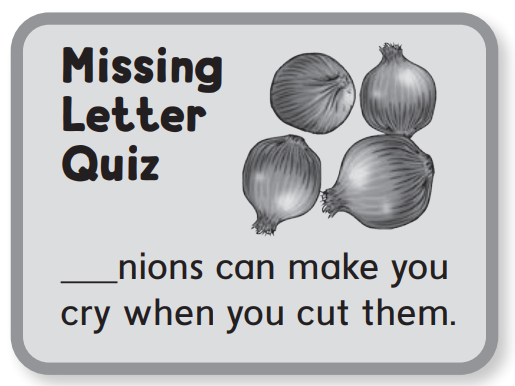 Missing
Letter
Quiz
___nions can make you
cry when you cut them.